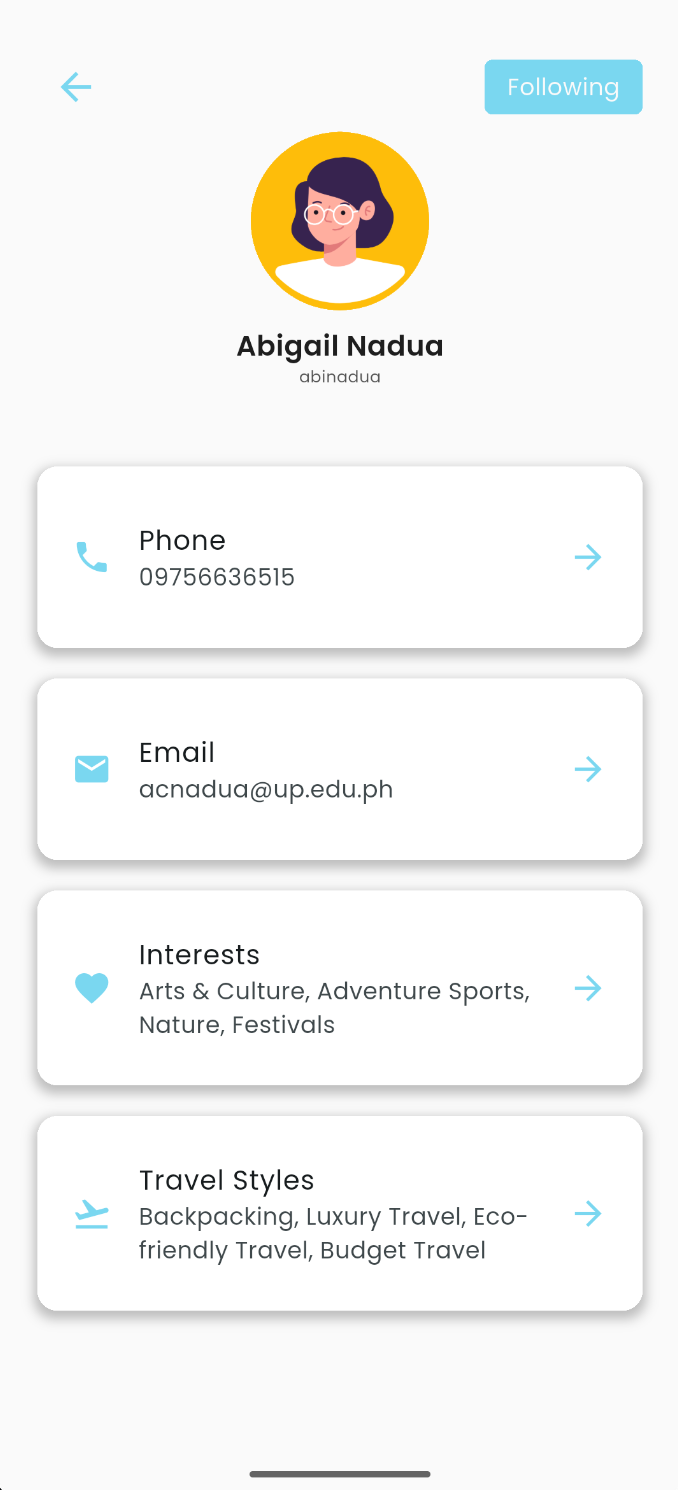 Following
Abigail Nadua
abinadua
Phone
09756636515
Email
acnadua@up.edu.ph
Interests
Arts & Culture, Adventure Sports,
Nature, Festivals
Travel Styles
Backpacking, Luxury Travel, Eco-
friendly Travel, Budget Travel